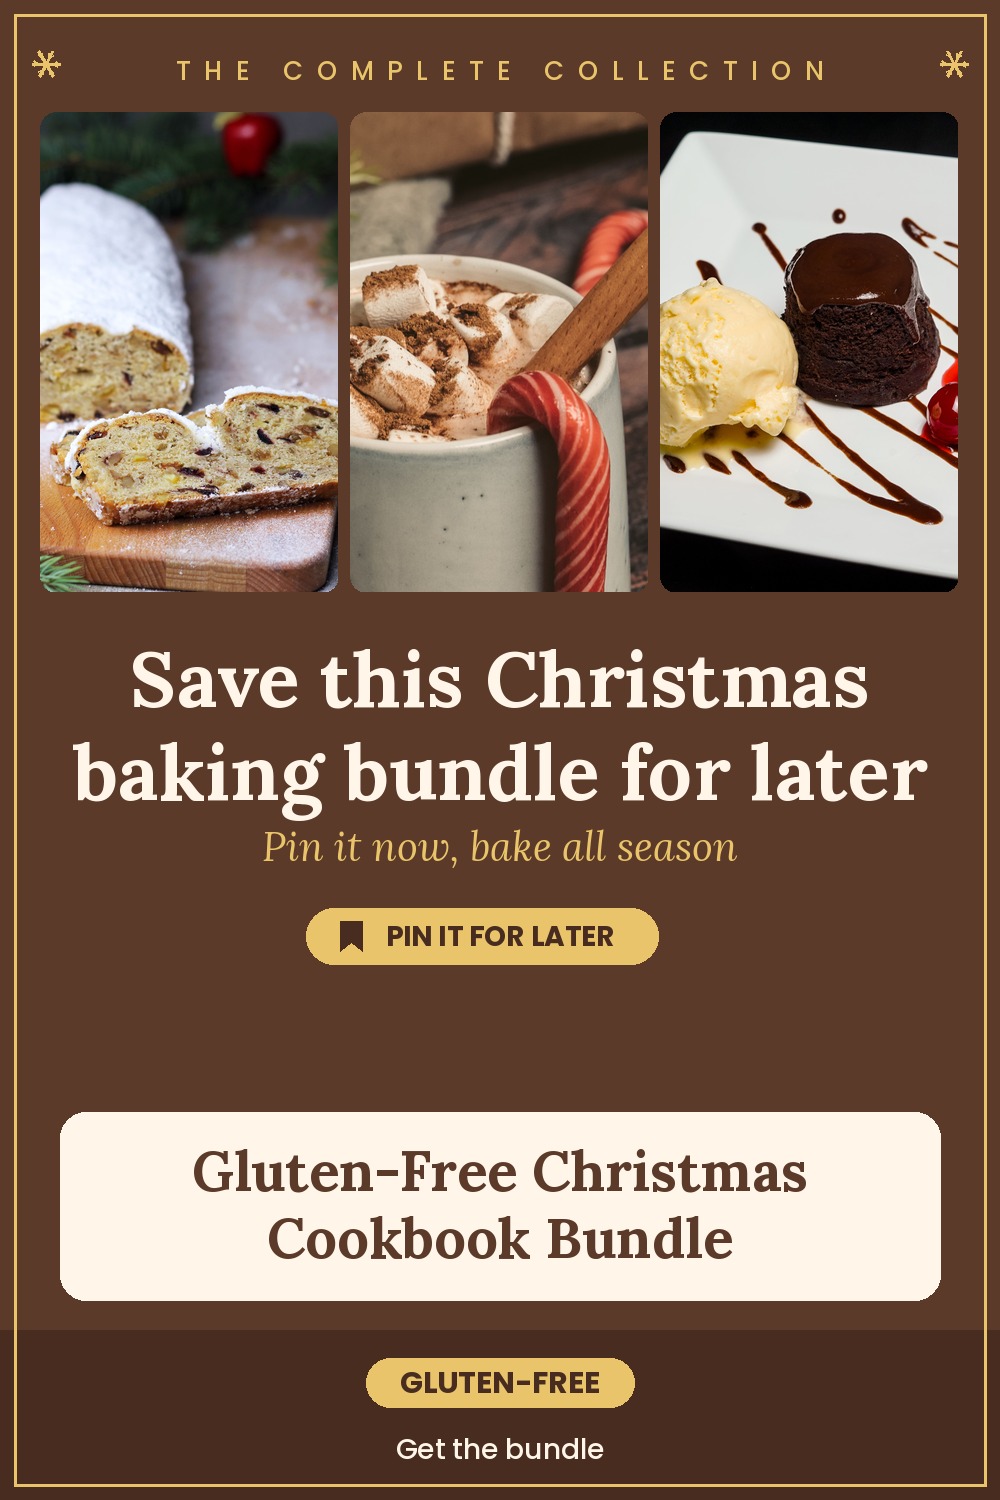 THE COMPLETE COLLECTION
Save this Christmas
baking bundle for later
Pin it now, bake all season
PIN IT FOR LATER
Gluten-Free Christmas
Cookbook Bundle
GLUTEN-FREE
Get the bundle